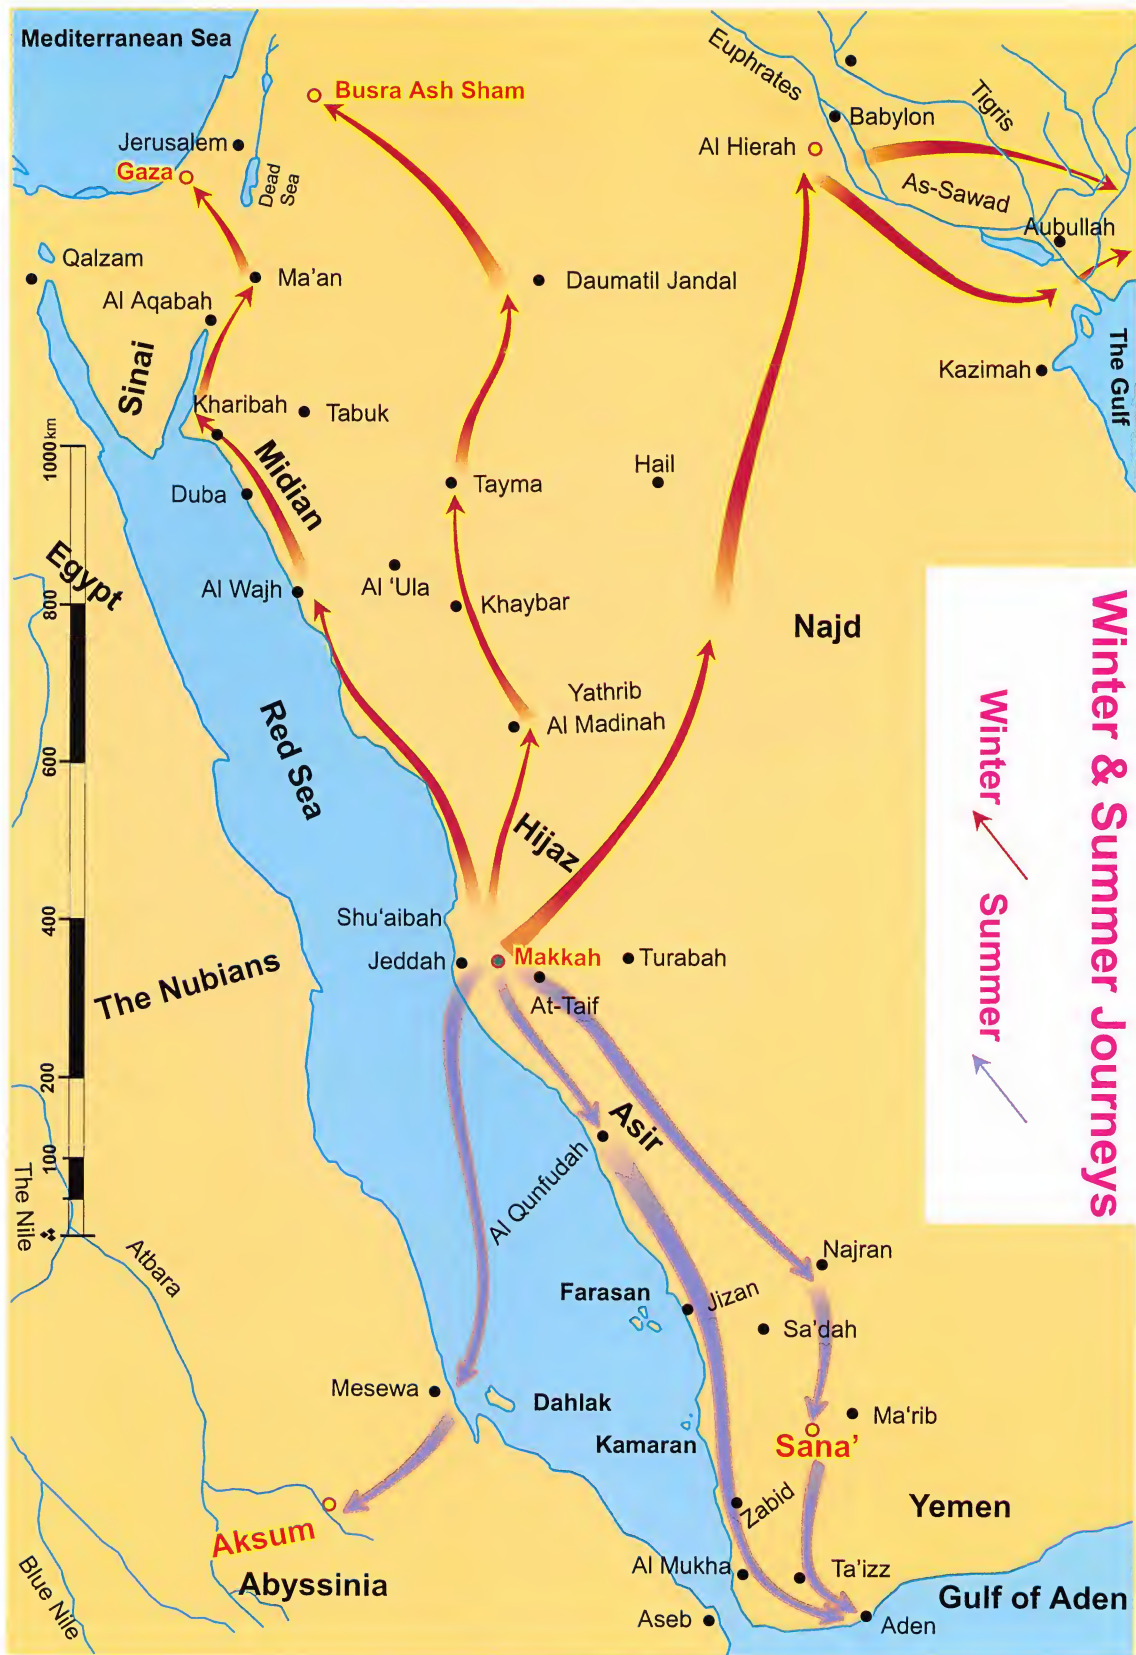 Mediterranean Sea
Busra Ash Sham
Euphrates
Tigris
Babylon
Jerusalem
Al Hierah
Gaza
Dead
Sea
As-Sawad
Aubullah
Qalzam
Ma'an
Daumatil Jandal
Al Aqabah
Sinai
The Gulf
Kazimah
Kharibah
Tabuk
1000 km
Midian
Hail
Duba
Tayma
Egypt
Al Wajh
Al 'Ula
Khaybar
800
Najd
Winter & Summer Journeys
Winter
Summer
Yathrib
Al Madinah
Red Sea
600
Hijaz
400
Shu'aibah
Jeddah
Makkah
Turabah
The Nubians
At-Taif
200
Asir
100
The Nile
Al Qunfudah
Atbara
Najran
Farasan
Jizan
Sa'dah
Mesewa
Dahlak
Ma'rib
Kamaran
Sana'
Zabid
Yemen
Aksum
Al Mukha
Ta'izz
Abyssinia
Blue Nile
Gulf of Aden
Aseb
Aden